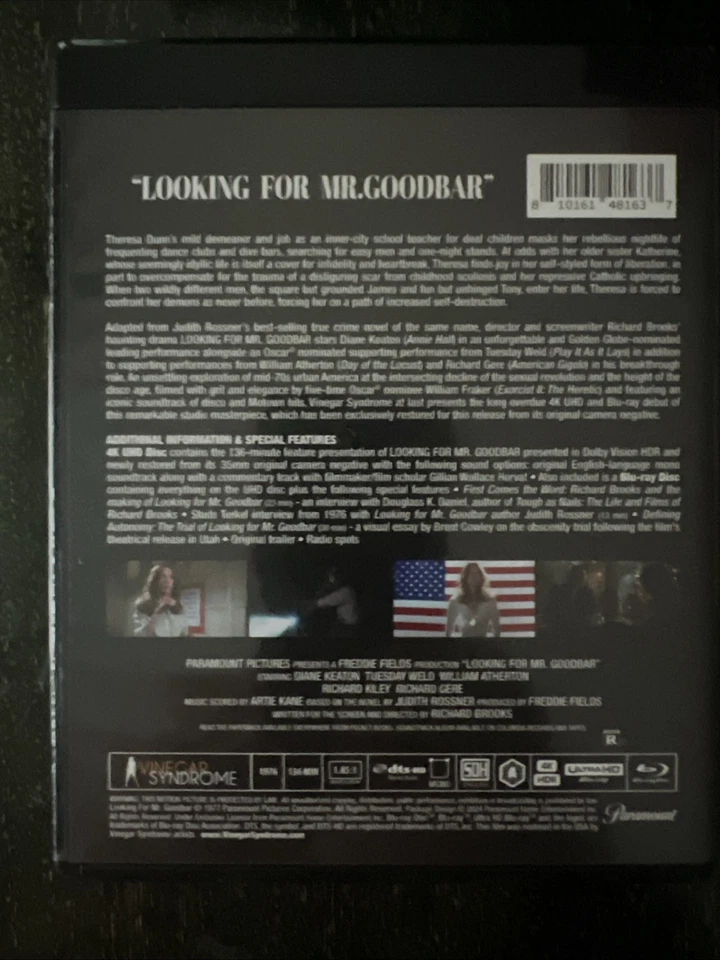 "LOOKING FOR MR.GOODBAR"
8 10161 48163 7
Theresa Dunn's mild demeanor and job as an inner-city school teacher for deaf children masks her rebellious nightlife of
frequenting dance clubs and dive bars, searching for easy men and one-night stands. At odds with her older sister Katherine,
whose seemingly idyllic life is itself a cover for infidelity and heartbreak, Theresa finds joy in her self-styled form of liberation, in
part to overcompensate for the trauma of a disfiguring scar from childhood scoliosis and her repressive Catholic upbringing.
When two wildly different men, the square but grounded James and fun but unhinged Tony, enter her life, Theresa is forced to
confront her demons as never before, forcing her on a path of increased self-destruction.
Adapted from Judith Rossner's best-selling true crime novel of the same name, director and screenwriter Richard Brooks'
haunting drama LOOKING FOR MR. GOODBAR stars Diane Keaton (Annie Hall) in an unforgettable and Golden Globe-nominated
leading performance alongside an Oscar® nominated supporting performance from Tuesday Weld (Play It As It Lays) in addition
to supporting performances from William Atherton (Day of the Locust) and Richard Gere (American Gigolo) in his breakthrough
role. An unsettling exploration of mid-70s urban America at the intersecting decline of the sexual revolution and the height of the
disco age, filmed with grit and elegance by five-time Oscar® nominee William Fraker (Exorcist II: The Heretic) and featuring an
iconic soundtrack of disco and Motown hits, Vinegar Syndrome at last presents the long overdue 4K UHD and Blu-ray debut of
this remarkable studio masterpiece, which has been exclusively restored for this release from its original camera negative.
ADDITIONAL INFORMATION & SPECIAL FEATURES
4K UHD Disc contains the 136-minute feature presentation of LOOKING FOR MR. GOODBAR presented in Dolby Vision HDR and
newly restored from its 35mm original camera negative with the following sound options: original English-language mono
soundtrack along with a commentary track with filmmaker/film scholar Gillian Wallace Horvat • Also included is a Blu-ray Disc
containing everything on the UHD disc plus the following special features • First Comes the Word: Richard Brooks and the
making of Looking for Mr. Goodbar - an interview with Douglass K. Daniel, author of Tough as Nails: The Life and Films of
Richard Brooks • Studs Terkel interview from 1976 with Looking for Mr. Goodbar author Judith Rossner • Defining
Autonomy: The Trial of Looking for Mr. Goodbar - a visual essay by Brent Cowley on the obscenity trial following the film's
theatrical release in Utah • Original trailer • Radio spots
PARAMOUNT PICTURES PRESENTS A FREDDIE FIELDS PRODUCTION "LOOKING FOR MR. GOODBAR"
STARRING DIANE KEATON TUESDAY WELD WILLIAM ATHERTON
RICHARD KILEY RICHARD GERE
MUSIC SCORED BY ARTIE KANE BASED ON THE NOVEL BY JUDITH ROSSNER PRODUCED BY FREDDIE FIELDS
WRITTEN FOR THE SCREEN AND DIRECTED BY RICHARD BROOKS
R
VINEGAR SYNDROME 1976 136 MIN 1.85:1 dts-HD MONO SDH 4K HDR ULTRA HD Blu-ray Blu-ray
Paramount
www.VinegarSyndrome.com